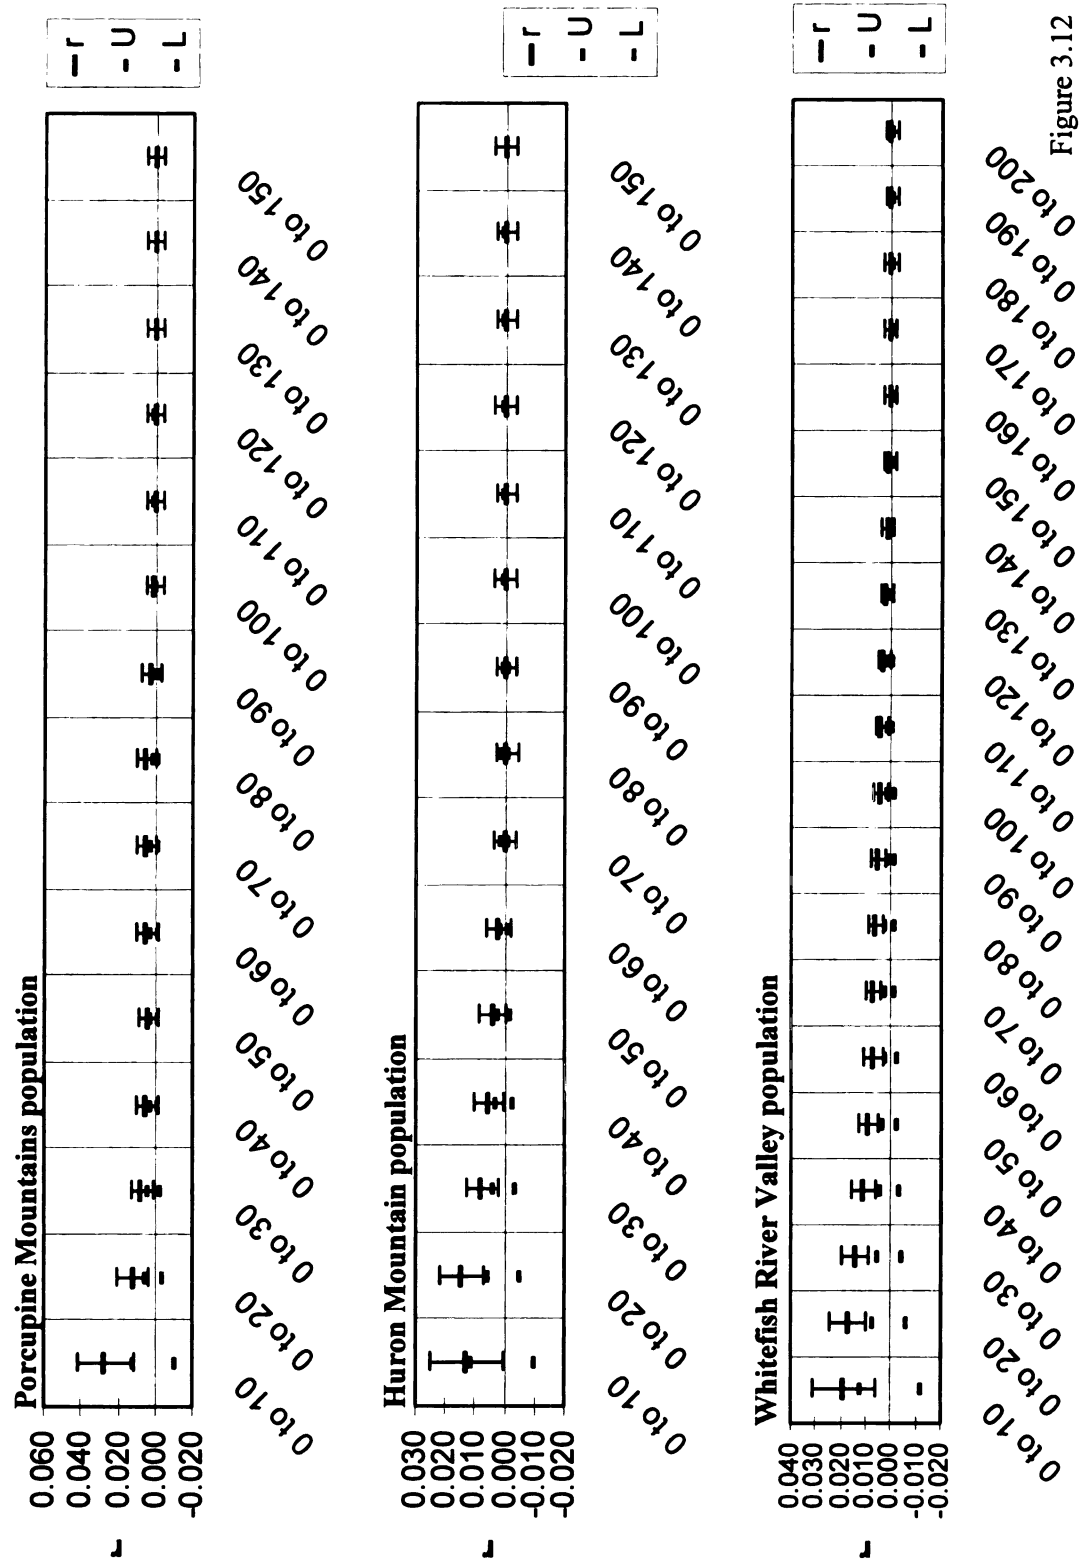 Porcupine Mountains population
r
0.060
0.040
0.020
0.000
-0.020
0 to 10
0 to 20
0 to 30
0 to 40
0 to 50
0 to 60
0 to 70
0 to 80
0 to 90
0 to 100
0 to 110
0 to 120
0 to 130
0 to 140
0 to 150
r
U
L
Huron Mountain population
r
0.030
0.020
0.010
0.000
-0.010
-0.020
0 to 10
0 to 20
0 to 30
0 to 40
0 to 50
0 to 60
0 to 70
0 to 80
0 to 90
0 to 100
0 to 110
0 to 120
0 to 130
0 to 140
0 to 150
r
U
L
Whitefish River Valley population
r
0.040
0.030
0.020
0.010
0.000
-0.010
-0.020
0 to 10
0 to 20
0 to 30
0 to 40
0 to 50
0 to 60
0 to 70
0 to 80
0 to 90
0 to 100
0 to 110
0 to 120
0 to 130
0 to 140
0 to 150
0 to 160
0 to 170
0 to 180
0 to 190
0 to 200
r
U
L
Figure 3.12